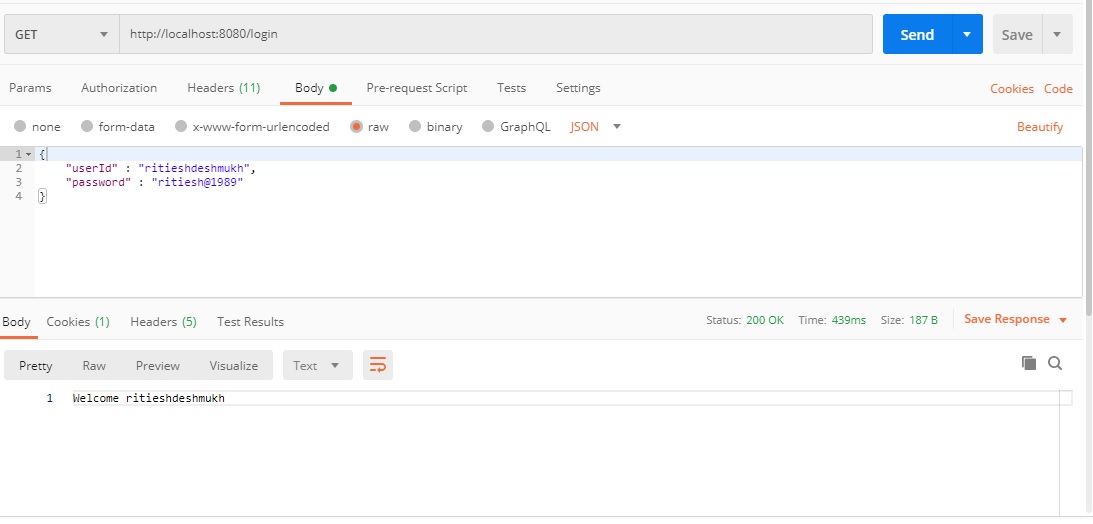 GET http://localhost:8080/login Send Save
Params Authorization Headers (11) Body Pre-request Script Tests Settings Cookies Code
none form-data x-www-form-urlencoded raw binary GraphQL JSON Beautify
1 {
2 "userId" : "ritieshdeshmukh",
3 "password" : "ritiesh@1989"
4 }
Body Cookies (1) Headers (5) Test Results Status: 200 OK Time: 439ms Size: 187 B Save Response
Pretty Raw Preview Visualize Text
1 Welcome ritieshdeshmukh